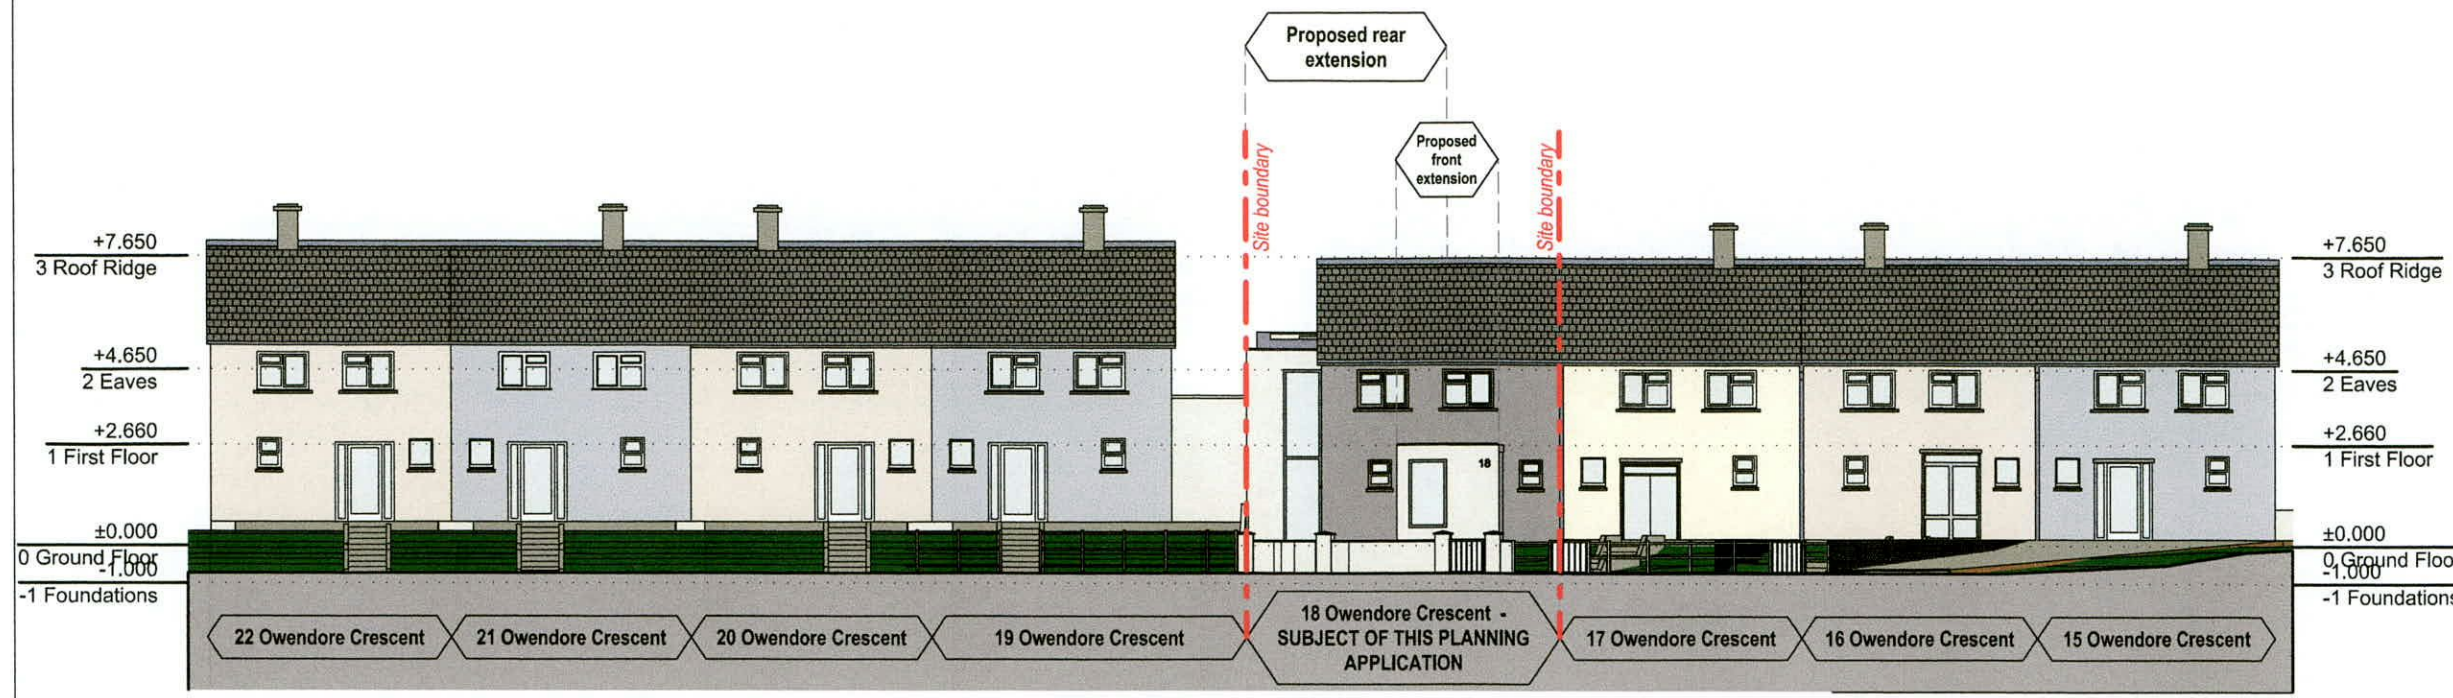 Proposed rear
extension
Proposed
front
extension
Site boundary
Site boundary
+7.650
3 Roof Ridge
+4.650
2 Eaves
+2.660
1 First Floor
±0.000
0 Ground Floor
-1.000
-1 Foundations
18
+7.650
3 Roof Ridge
+4.650
2 Eaves
+2.660
1 First Floor
±0.000
0 Ground Floo
-1.000
-1 Foundations
22 Owendore Crescent
21 Owendore Crescent
20 Owendore Crescent
19 Owendore Crescent
18 Owendore Crescent -
SUBJECT OF THIS PLANNING
APPLICATION
17 Owendore Crescent
16 Owendore Crescent
15 Owendore Crescent